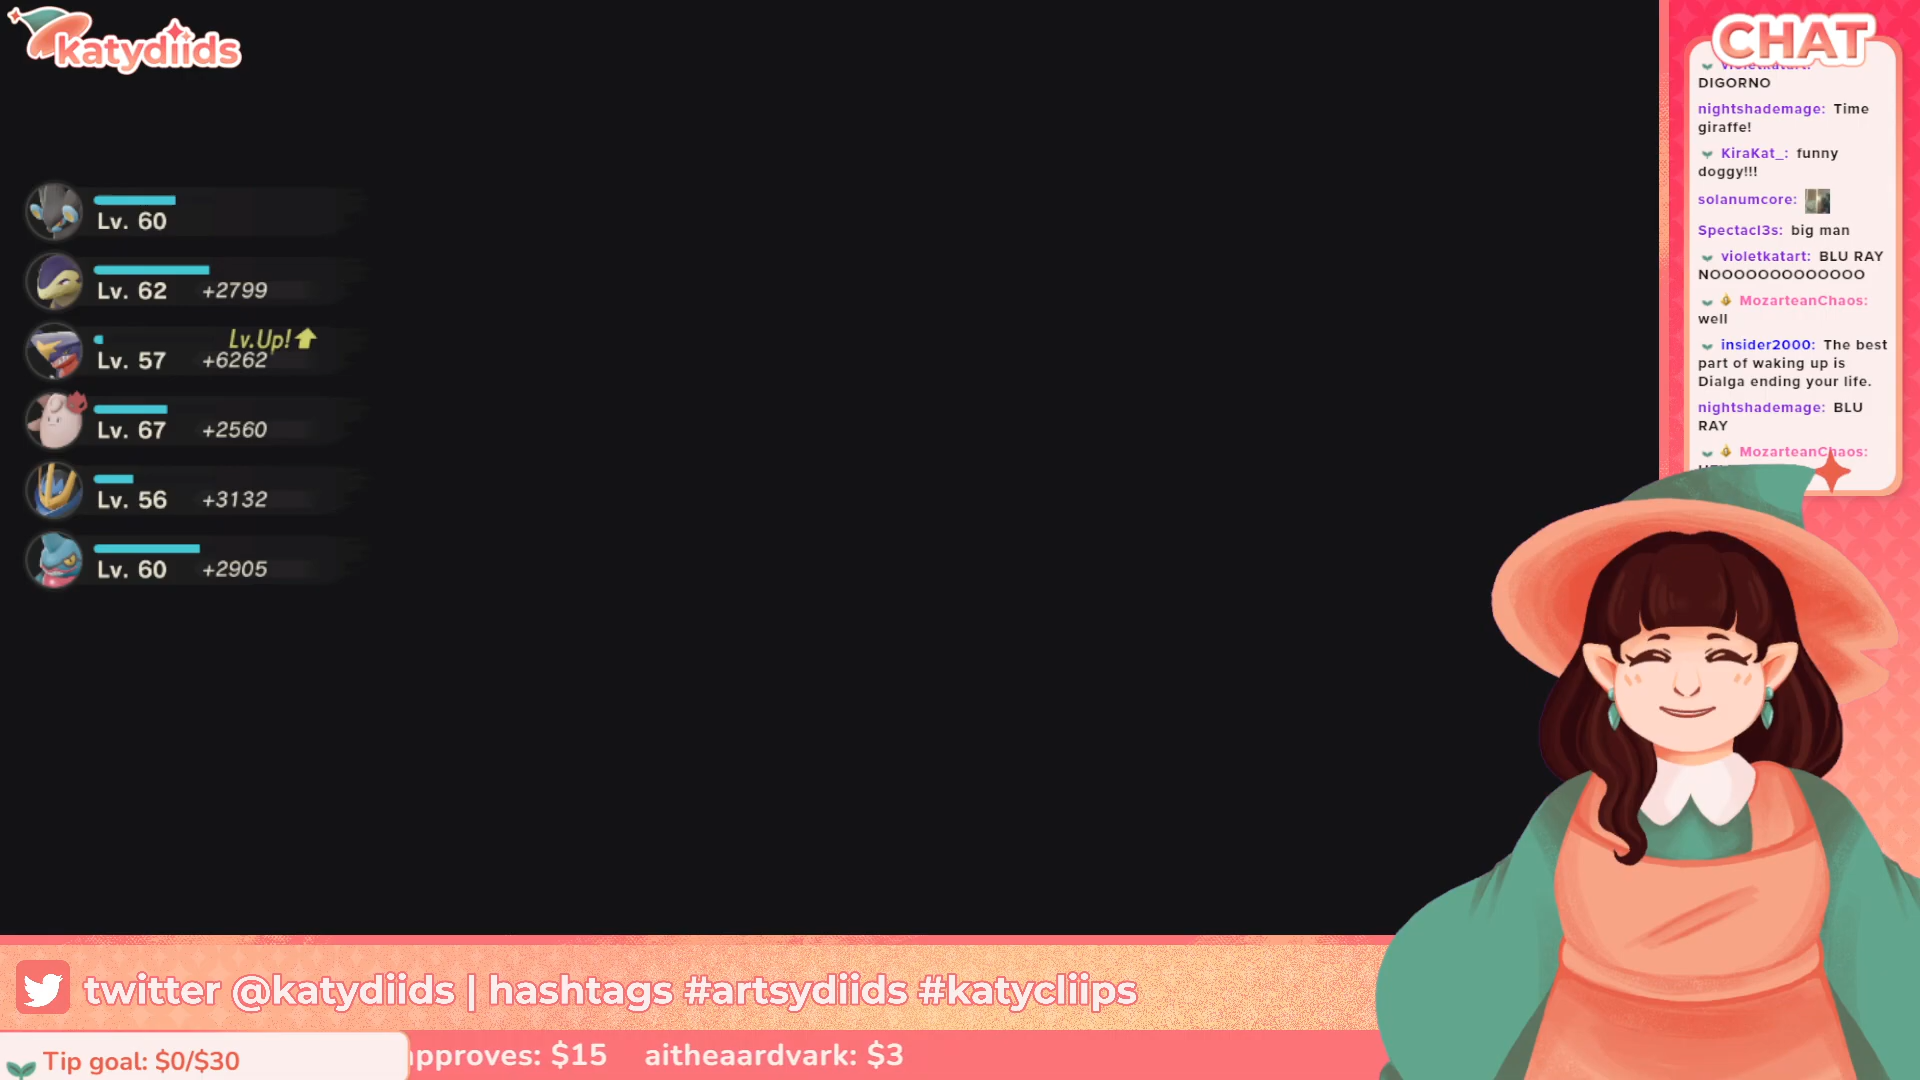 katydiids
CHAT
violetkatart:
DIGORNO
nightshademage: Time
giraffe!
KiraKat_: funny
doggy!!!
solanumcore:
Spectacl3s: big man
violetkatart: BLU RAY
NOOOOOOOOOOOOO
MozarteanChaos:
well
insider2000: The best
part of waking up is
Dialga ending your life.
nightshademage: BLU
RAY
MozarteanChaos:
Lv. 60
Lv. 62 +2799
Lv.Up!
Lv. 57 +6262
Lv. 67 +2560
Lv. 56 +3132
Lv. 60 +2905
twitter @katydiids | hashtags #artsydiids #katycliips
Tip goal: $0/$30
pproves: $15 aitheaardvark: $3